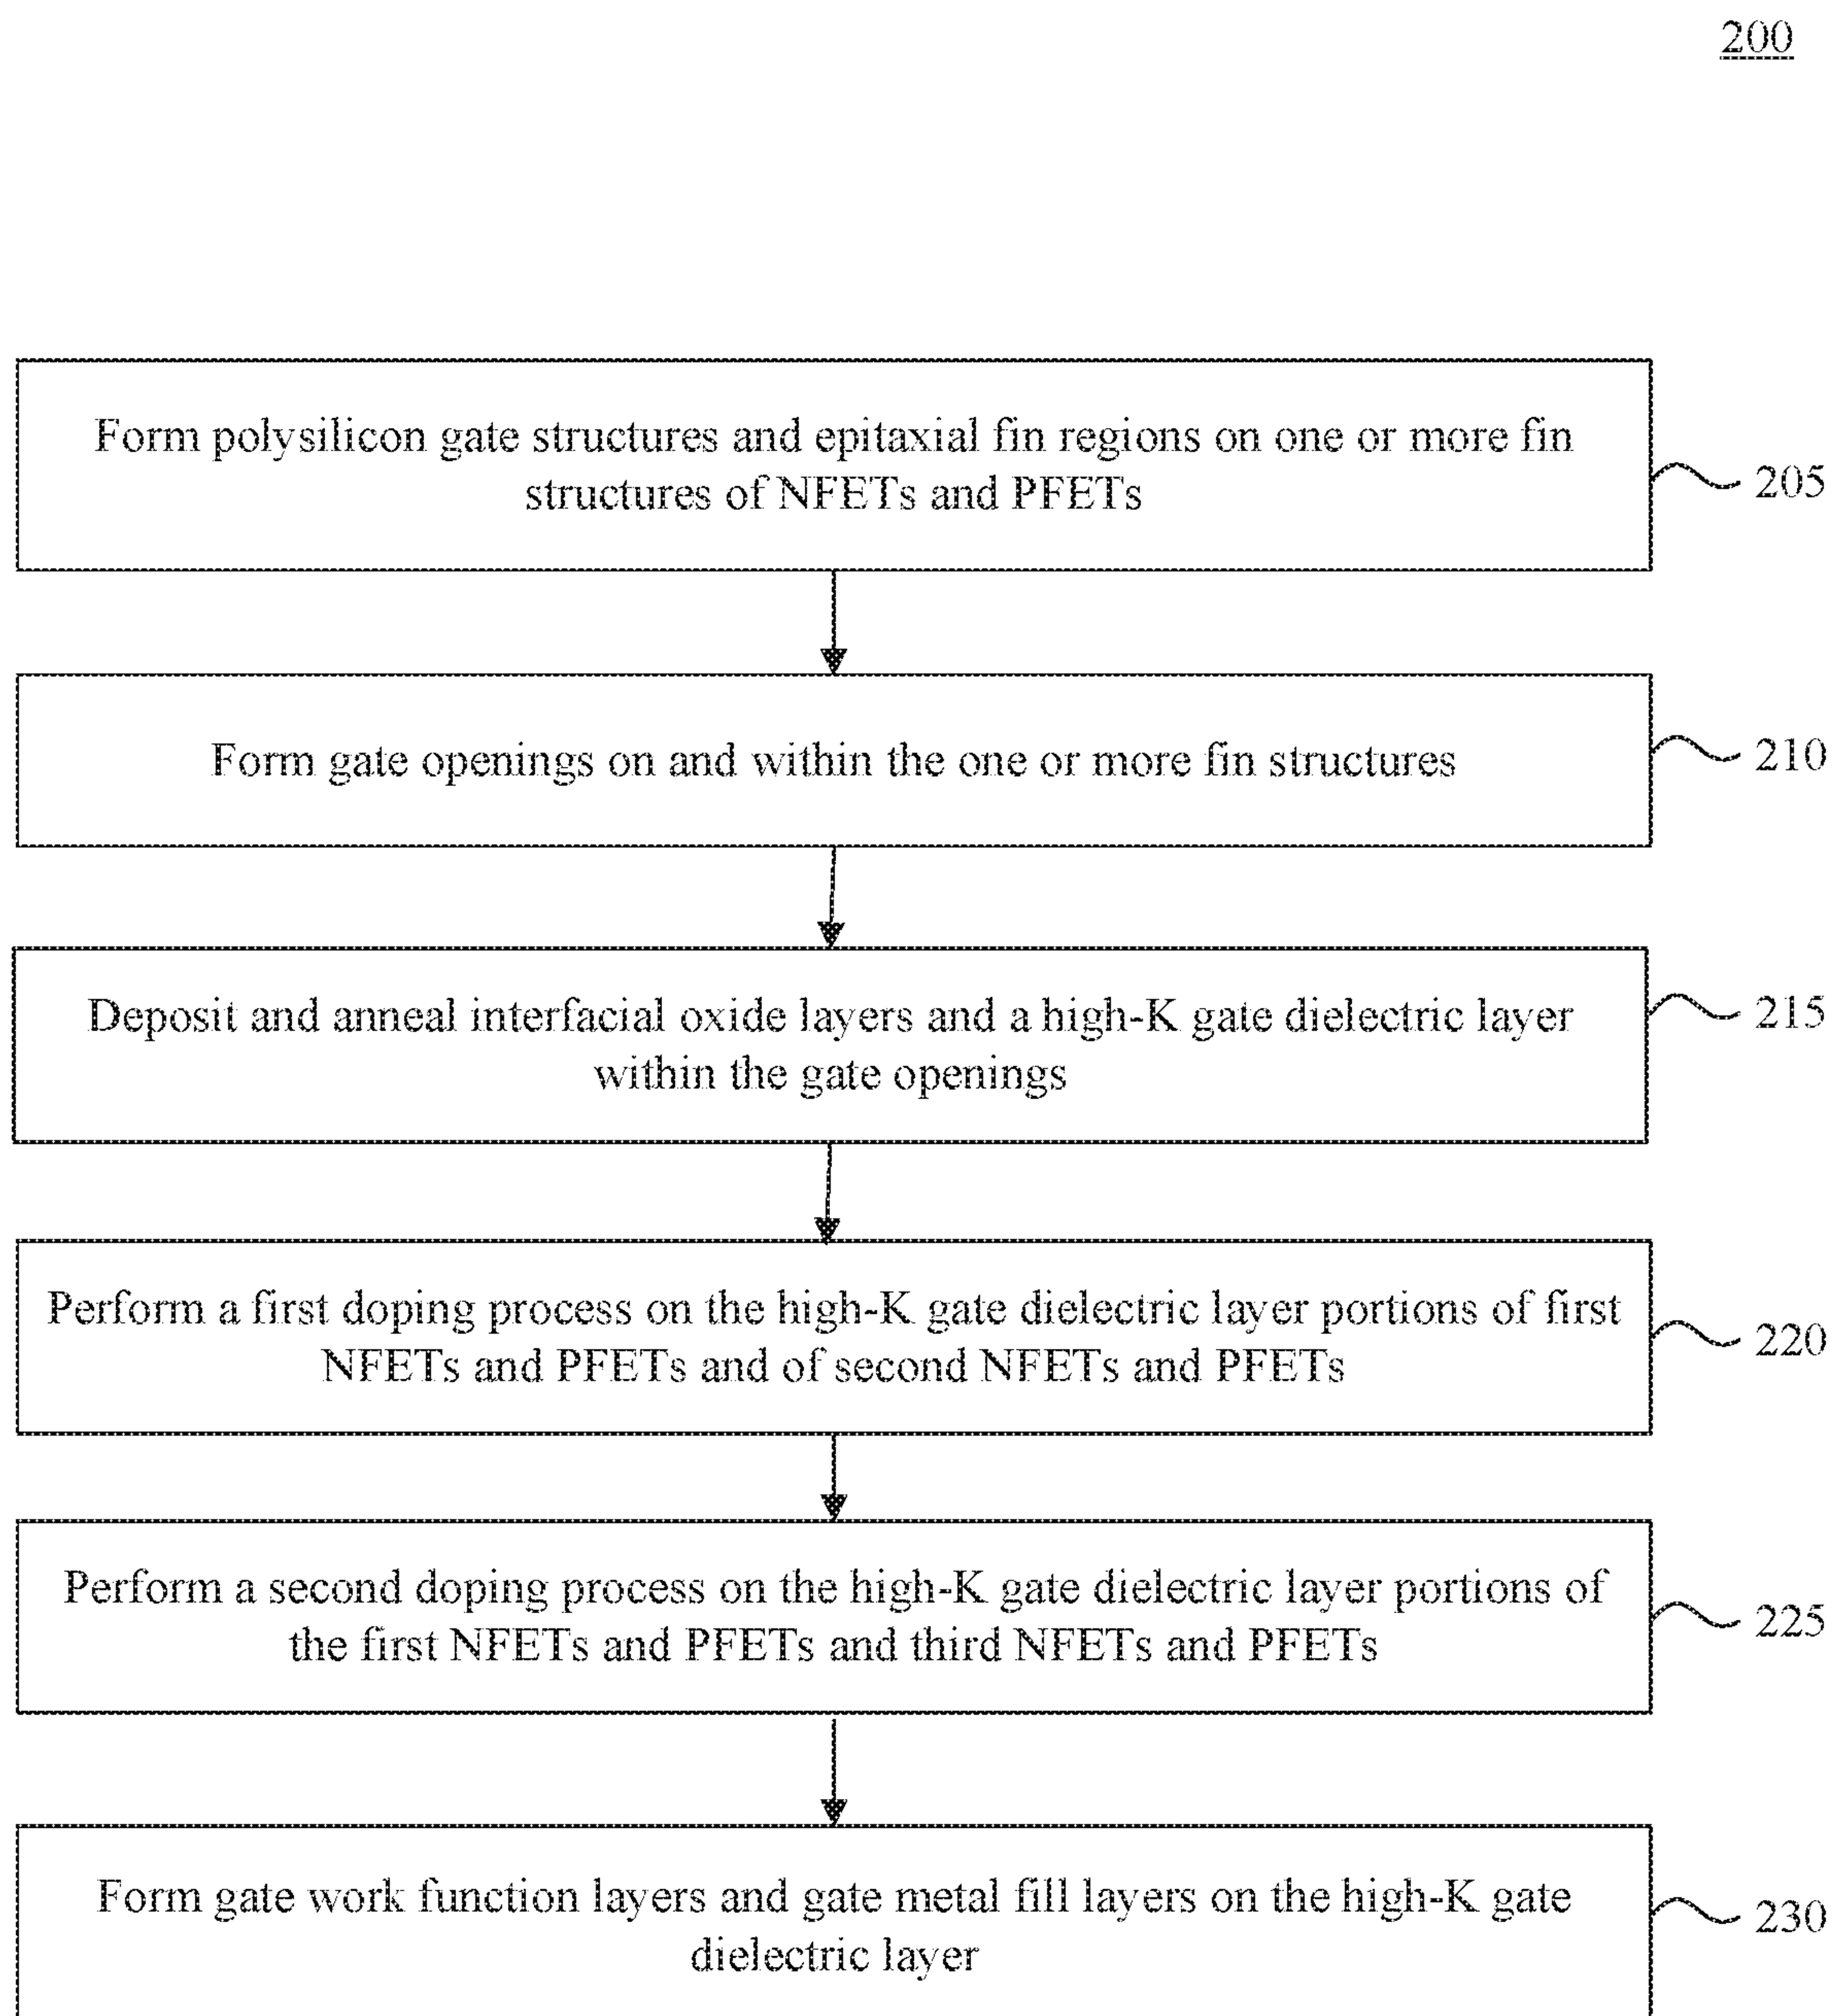 200
Form polysilicon gate structures and epitaxial fin regions on one or more fin
structures of NFETs and PFETs
205
Form gate openings on and within the one or more fin structures
210
Deposit and anneal interfacial oxide layers and a high-K gate dielectric layer
within the gate openings
215
Perform a first doping process on the high-K gate dielectric layer portions of first
NFETs and PFETs and of second NFETs and PFETs
220
Perform a second doping process on the high-K gate dielectric layer portions of
the first NFETs and PFETs and third NFETs and PFETs
225
Form gate work function layers and gate metal fill layers on the high-K gate
dielectric layer
230